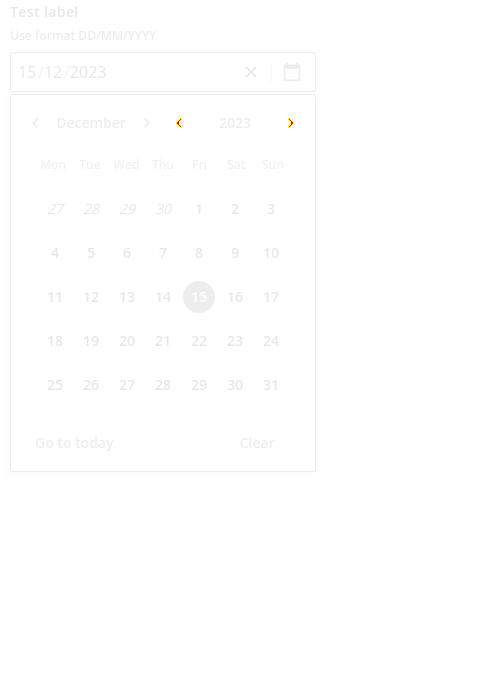 Test label
Use format DD/MM/YYYY
15/12/2023
December 2023
Mon Tue Wed Thu Fri Sat Sun
27 28 29 30 1 2 3
4 5 6 7 8 9 10
11 12 13 14 15 16 17
18 19 20 21 22 23 24
25 26 27 28 29 30 31
Go to today Clear